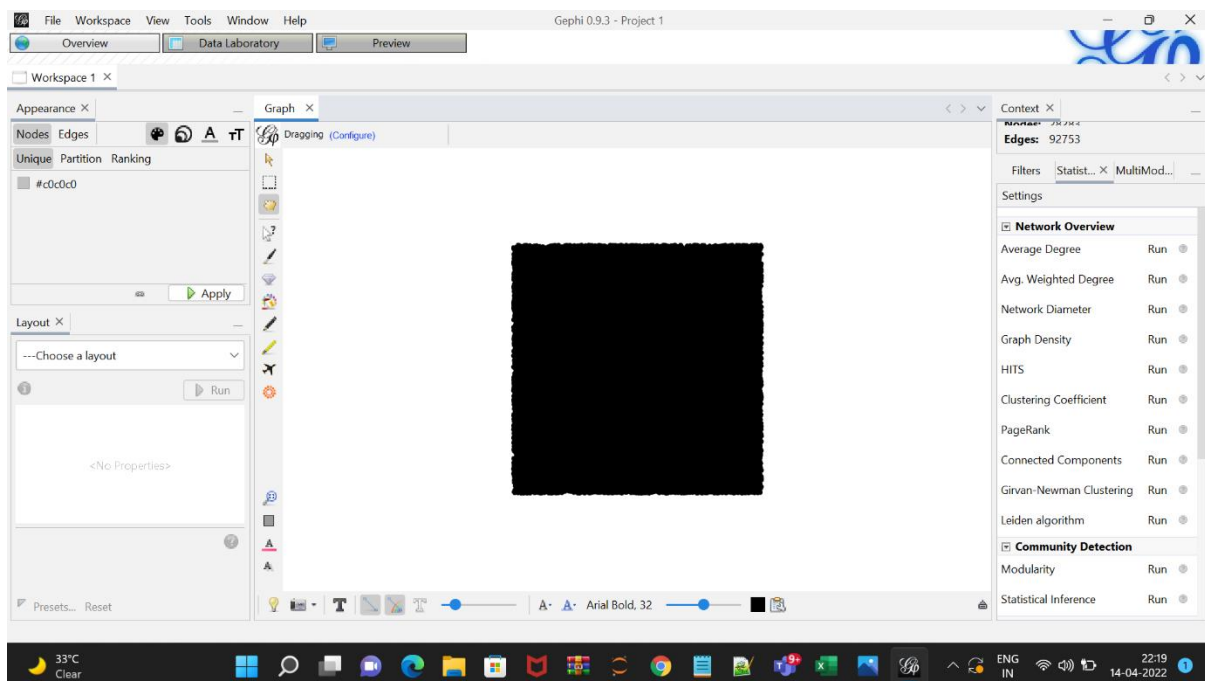 File Workspace View Tools Window Help
Gephi 0.9.3 - Project 1
Overview
Data Laboratory
Preview
Workspace 1
Appearance
Nodes Edges
Unique Partition Ranking
#c0c0c0
Apply
Layout
---Choose a layout
Run
<No Properties>
Presets... Reset
Graph
Dragging (Configure)
A- A- Arial Bold, 32
Context
Nodes: 28283
Edges: 92753
Filters Statist... MultiMod...
Settings
Network Overview
Average Degree Run
Avg. Weighted Degree Run
Network Diameter Run
Graph Density Run
HITS Run
Clustering Coefficient Run
PageRank Run
Connected Components Run
Girvan-Newman Clustering Run
Leiden algorithm Run
Community Detection
Modularity Run
Statistical Inference Run
33°C
Clear
ENG
IN
22:19
14-04-2022